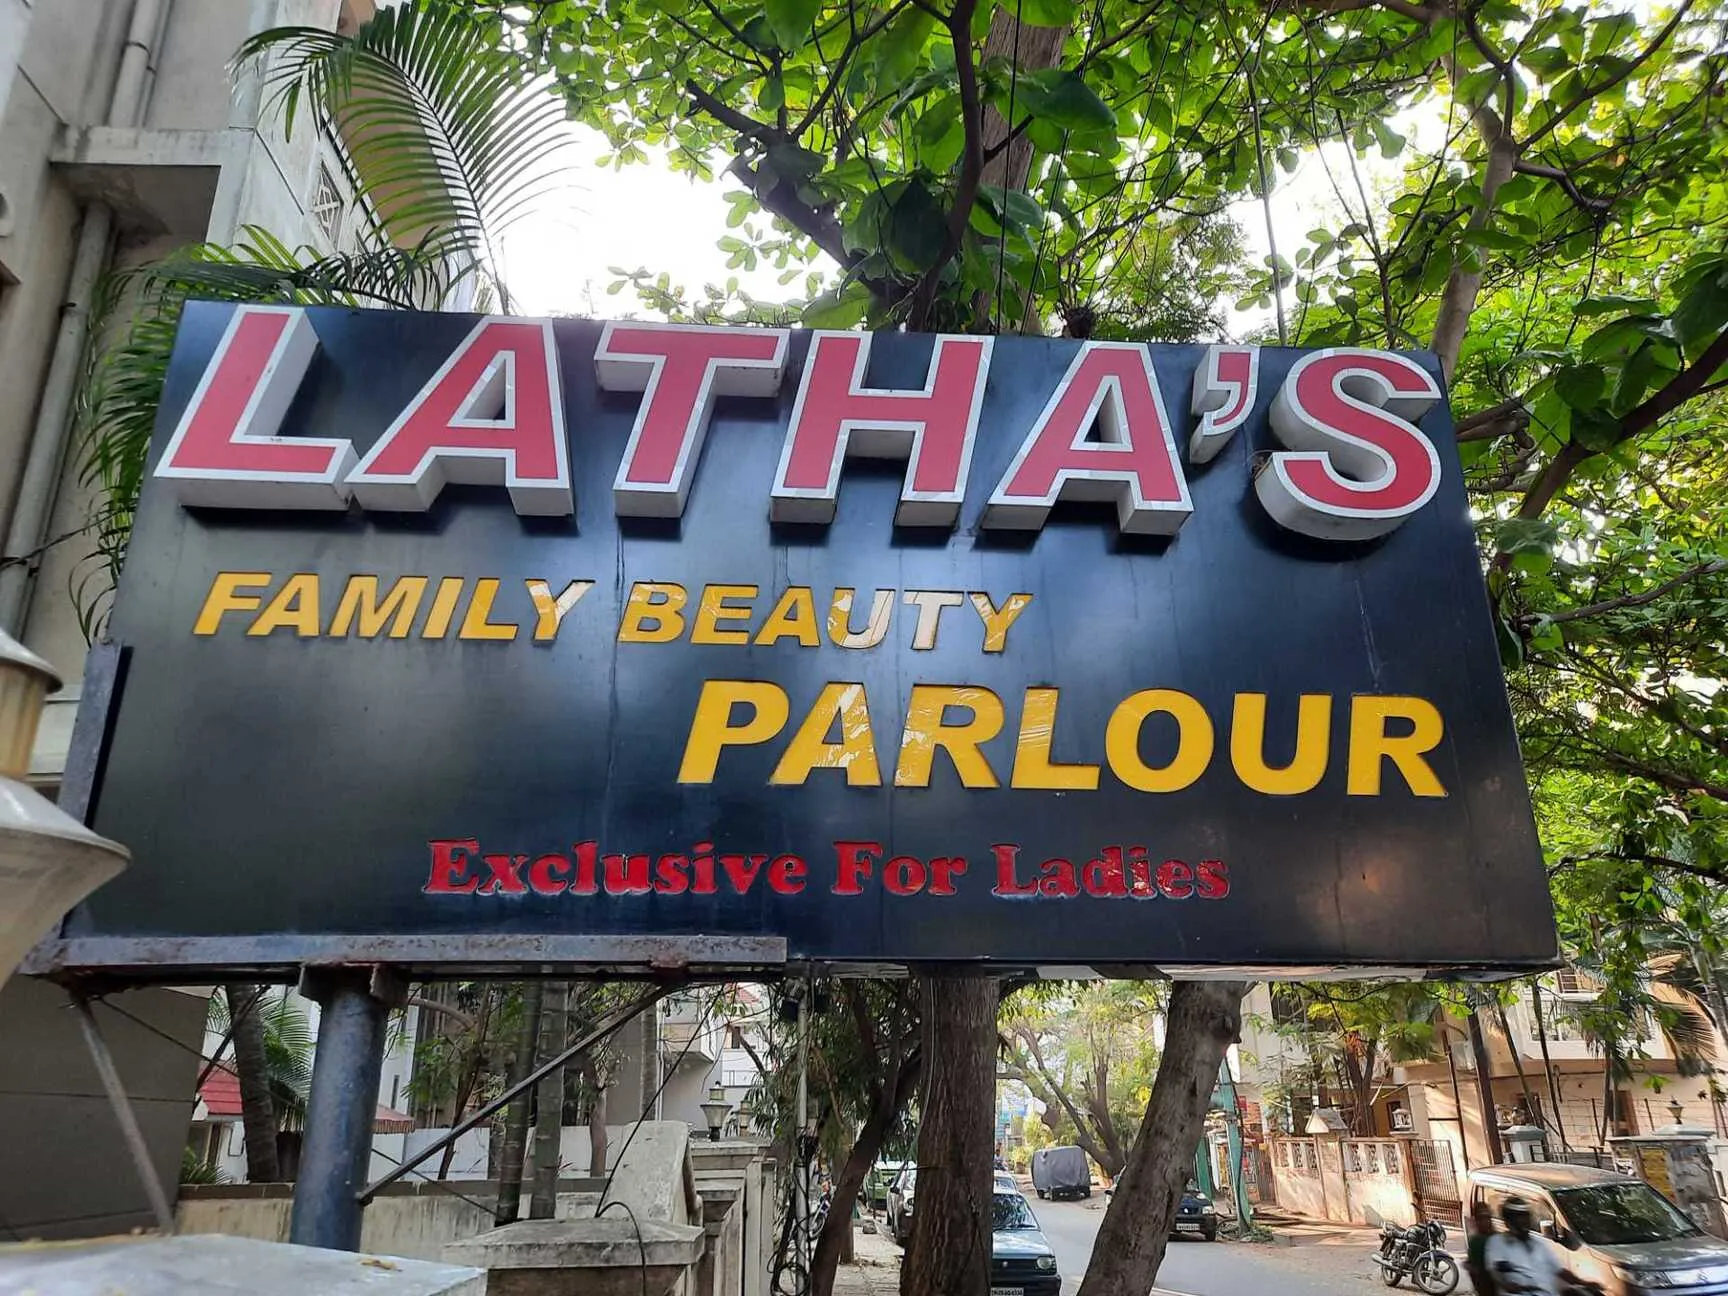 LATHA'S
FAMILY BEAUTY
PARLOUR
Exclusive For Ladies